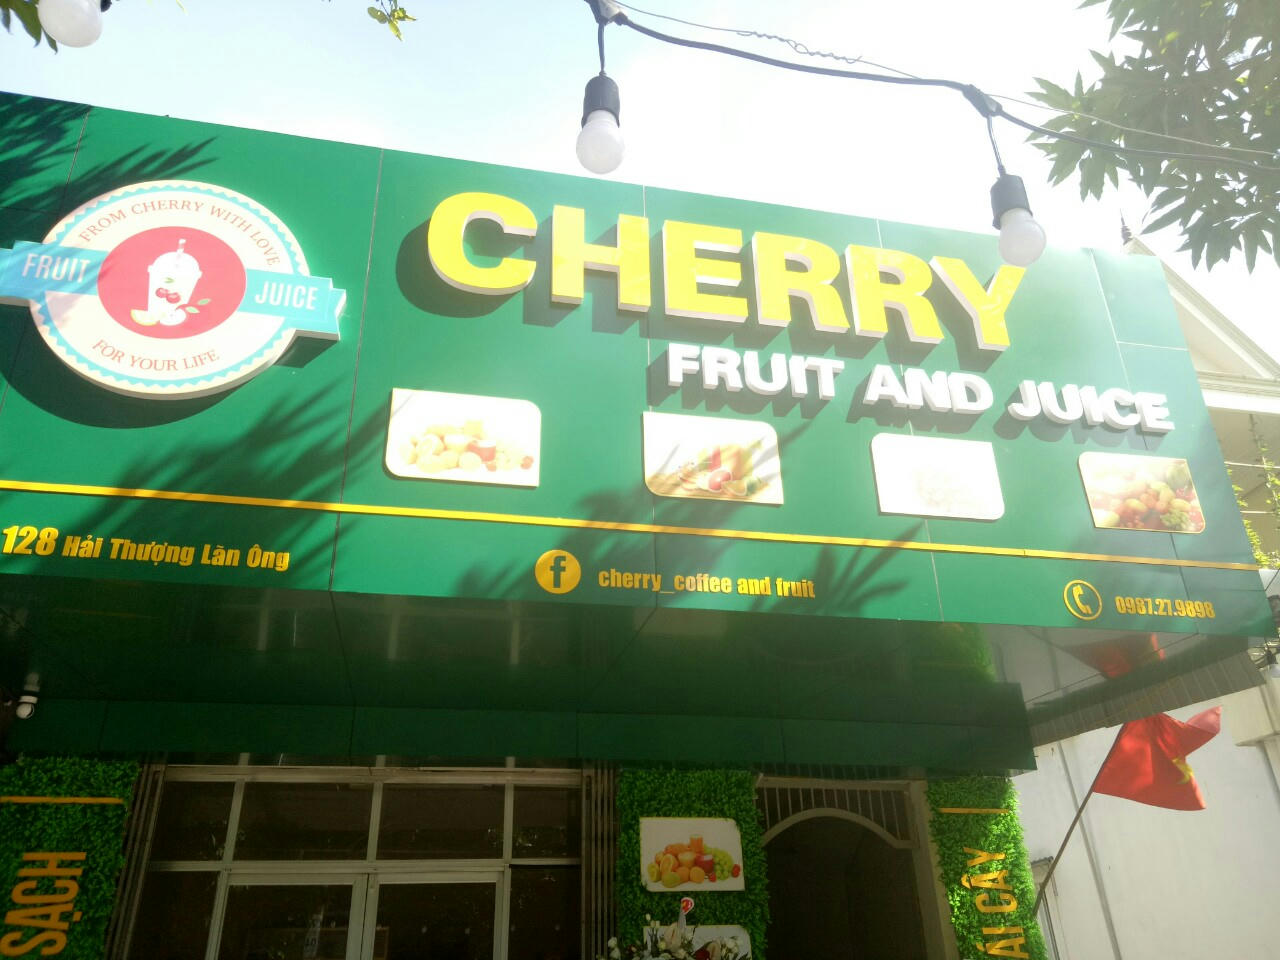 FROM CHERRY WITH LOVE
FRUIT
JUICE
FOR YOUR LIFE
CHERRY
FRUIT AND JUICE
128 Hải Thượng Lãn Ông
f
cherry_coffee and fruit
0987.27.9898
SẠCH
ÁI CÂY